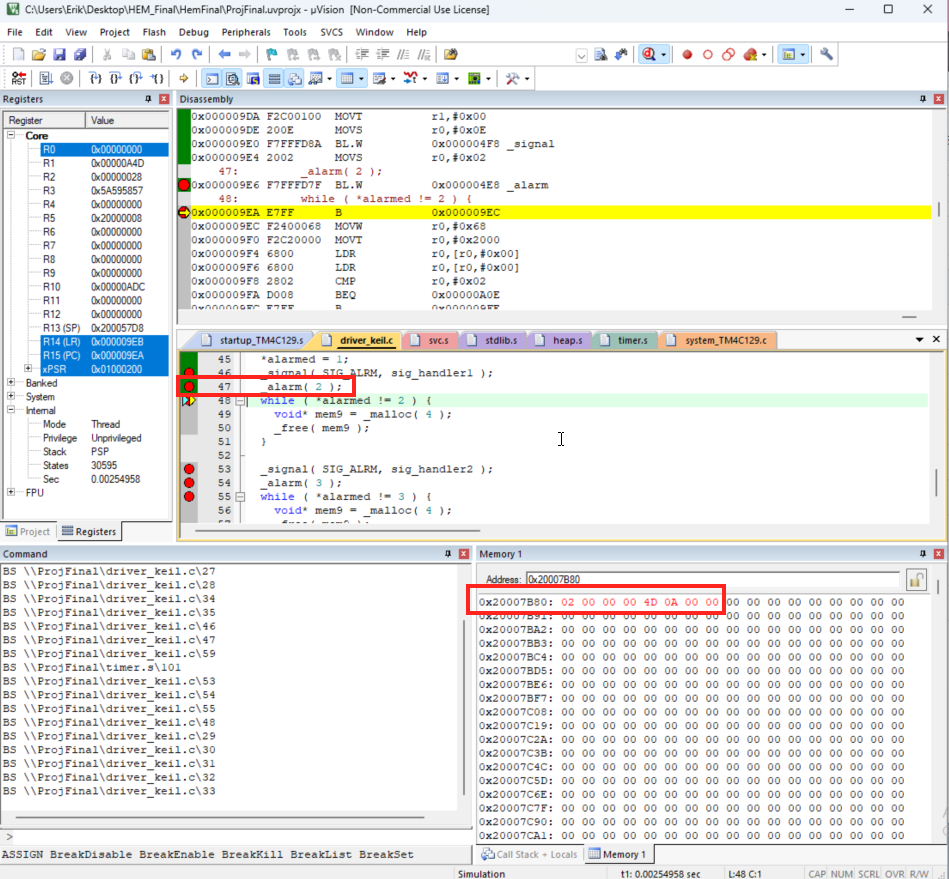 C:\Users\Erik\Desktop\HEM_Final\HemFinal\ProjFinal.uvprojx - µVision [Non-Commercial Use License]
File Edit View Project Flash Debug Peripherals Tools SVCS Window Help
RST
Registers
Register Value
Core
R0 0x00000000
R1 0x00000A4D
R2 0x00000028
R3 0x5A595857
R4 0x00000000
R5 0x20000008
R6 0x00000000
R7 0x00000000
R8 0x00000000
R9 0x00000000
R10 0x00000ADC
R11 0x00000000
R12 0x00000000
R13 (SP) 0x200057D8
R14 (LR) 0x000009EB
R15 (PC) 0x000009EA
xPSR 0x01000200
Banked
System
Internal
Mode Thread
Privilege Unprivileged
Stack PSP
States 30595
Sec 0.00254958
FPU
Project Registers
Disassembly
0x000009DA F2C00100 MOVT r1,#0x00
0x000009DE 200E MOVS r0,#0x0E
0x000009E0 F7FFFD8A BL.W 0x000004F8 _signal
0x000009E4 2002 MOVS r0,#0x02
47: _alarm( 2 );
0x000009E6 F7FFFD7F BL.W 0x000004E8 _alarm
48: while ( *alarmed != 2 ) {
0x000009EA E7FF B 0x000009EC
0x000009EC F2400068 MOVW r0,#0x68
0x000009F0 F2C20000 MOVT r0,#0x2000
0x000009F4 6800 LDR r0,[r0,#0x00]
0x000009F6 6800 LDR r0,[r0,#0x00]
0x000009F8 2802 CMP r0,#0x02
0x000009FA D008 BEQ 0x00000A0E
0x000009FC E7FF B 0x000009FE
startup_TM4C129.s driver_keil.c svc.s stdlib.s heap.s timer.s system_TM4C129.c
45 *alarmed = 1;
46 _signal( SIG_ALRM, sig_handler1 );
47 _alarm( 2 );
48 while ( *alarmed != 2 ) {
49 void* mem9 = _malloc( 4 );
50 _free( mem9 );
51 }
52
53 _signal( SIG_ALRM, sig_handler2 );
54 _alarm( 3 );
55 while ( *alarmed != 3 ) {
56 void* mem9 = _malloc( 4 );
57 _free( mem9 );
Command
BS \\ProjFinal\driver_keil.c\27
BS \\ProjFinal\driver_keil.c\28
BS \\ProjFinal\driver_keil.c\34
BS \\ProjFinal\driver_keil.c\35
BS \\ProjFinal\driver_keil.c\46
BS \\ProjFinal\driver_keil.c\47
BS \\ProjFinal\driver_keil.c\59
BS \\ProjFinal\timer.s\101
BS \\ProjFinal\driver_keil.c\53
BS \\ProjFinal\driver_keil.c\54
BS \\ProjFinal\driver_keil.c\55
BS \\ProjFinal\driver_keil.c\48
BS \\ProjFinal\driver_keil.c\29
BS \\ProjFinal\driver_keil.c\30
BS \\ProjFinal\driver_keil.c\31
BS \\ProjFinal\driver_keil.c\32
BS \\ProjFinal\driver_keil.c\33
>
ASSIGN BreakDisable BreakEnable BreakKill BreakList BreakSet
Memory 1
Address: 0x20007B80
0x20007B80: 02 00 00 00 4D 0A 00 00 00 00 00 00 00 00 00 00 00
0x20007B91: 00 00 00 00 00 00 00 00 00 00 00 00 00 00 00 00 00
0x20007BA2: 00 00 00 00 00 00 00 00 00 00 00 00 00 00 00 00 00
0x20007BB3: 00 00 00 00 00 00 00 00 00 00 00 00 00 00 00 00 00
0x20007BC4: 00 00 00 00 00 00 00 00 00 00 00 00 00 00 00 00 00
0x20007BD5: 00 00 00 00 00 00 00 00 00 00 00 00 00 00 00 00 00
0x20007BE6: 00 00 00 00 00 00 00 00 00 00 00 00 00 00 00 00 00
0x20007BF7: 00 00 00 00 00 00 00 00 00 00 00 00 00 00 00 00 00
0x20007C08: 00 00 00 00 00 00 00 00 00 00 00 00 00 00 00 00 00
0x20007C19: 00 00 00 00 00 00 00 00 00 00 00 00 00 00 00 00 00
0x20007C2A: 00 00 00 00 00 00 00 00 00 00 00 00 00 00 00 00 00
0x20007C3B: 00 00 00 00 00 00 00 00 00 00 00 00 00 00 00 00 00
0x20007C4C: 00 00 00 00 00 00 00 00 00 00 00 00 00 00 00 00 00
0x20007C5D: 00 00 00 00 00 00 00 00 00 00 00 00 00 00 00 00 00
0x20007C6E: 00 00 00 00 00 00 00 00 00 00 00 00 00 00 00 00 00
0x20007C7F: 00 00 00 00 00 00 00 00 00 00 00 00 00 00 00 00 00
0x20007C90: 00 00 00 00 00 00 00 00 00 00 00 00 00 00 00 00 00
0x20007CA1: 00 00 00 00 00 00 00 00 00 00 00 00 00 00 00 00 00
Call Stack + Locals Memory 1
Simulation t1: 0.00254958 sec L:48 C:1 CAP NUM SCRL OVR R/W